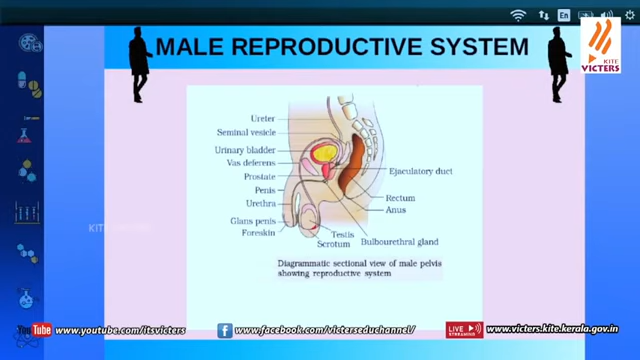 En
MALE REPRODUCTIVE SYSTEM
KITE
VICTERS
Ureter
Seminal vesicle
Urinary bladder
Vas deferens
Prostate
Penis
Urethra
Glans penis
Foreskin
Ejaculatory duct
Rectum
Anus
Testis
Scrotum
Bulbourethral gland
Diagrammatic sectional view of male pelvis
showing reproductive system
YouTube www.youtube.com/itsvicters
www.facebook.com/victerseduchannel/
LIVE STREAMING www.victers.kite.kerala.gov.in